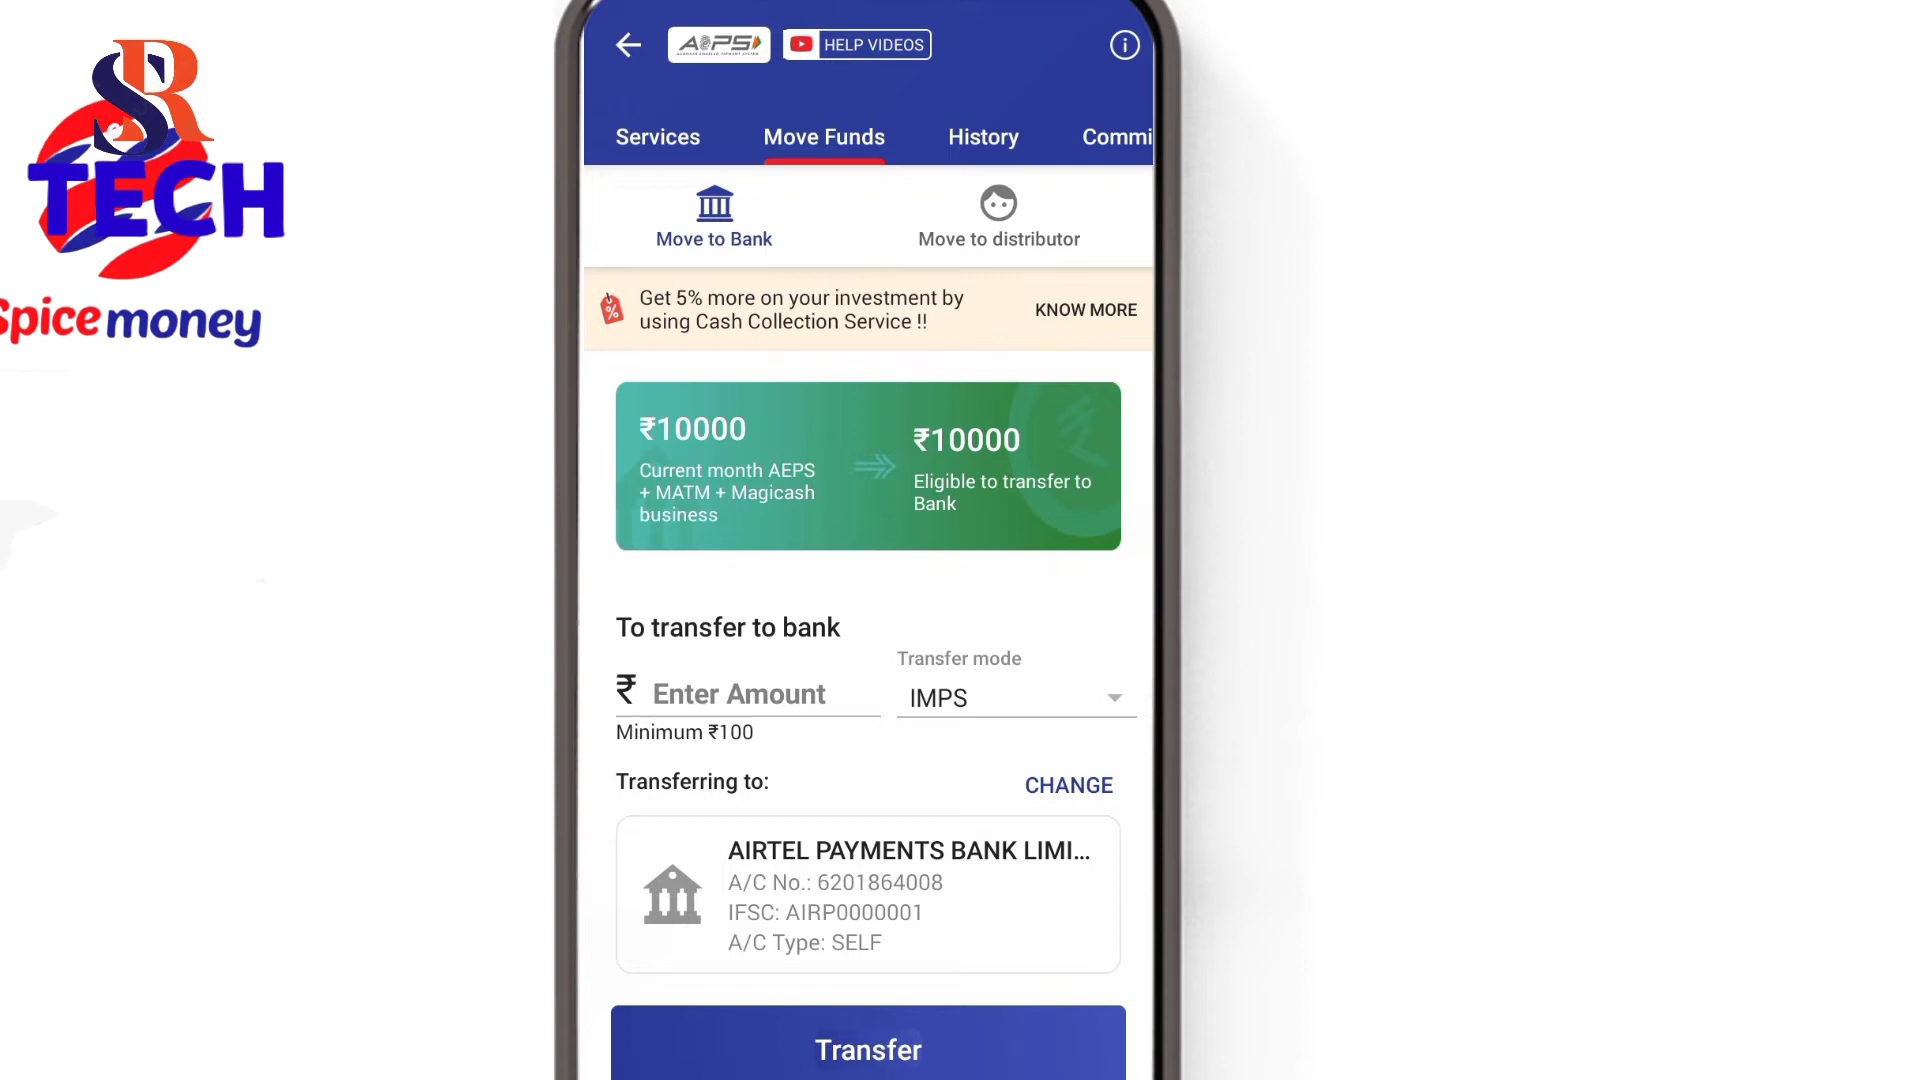 SR
TECH
Spice money
AePS
HELP VIDEOS
Services
Move Funds
History
Commi
Move to Bank
Move to distributor
Get 5% more on your investment by
using Cash Collection Service !!
KNOW MORE
₹10000
Current month AEPS
+ MATM + Magicash
business
₹10000
Eligible to transfer to
Bank
To transfer to bank
₹ Enter Amount
Minimum ₹100
Transfer mode
IMPS
Transferring to:
CHANGE
AIRTEL PAYMENTS BANK LIMI...
A/C No.: 6201864008
IFSC: AIRP0000001
A/C Type: SELF
Transfer